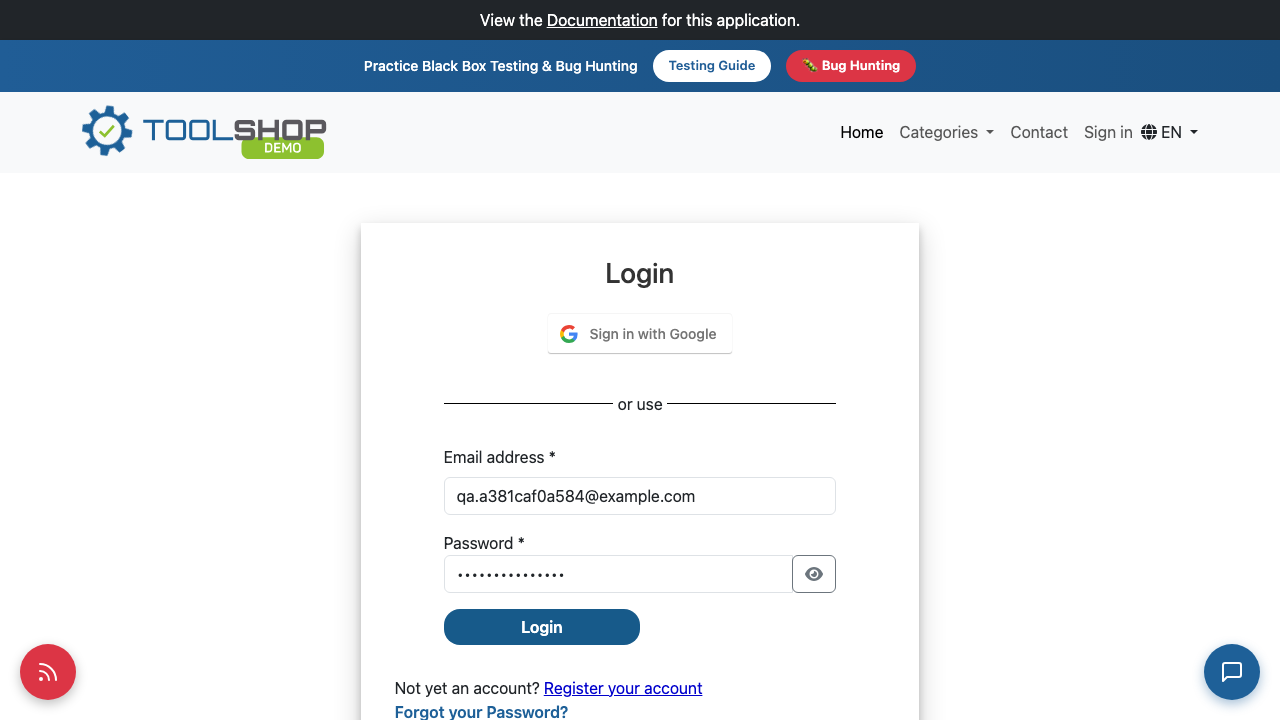 View the Documentation for this application.
Practice Black Box Testing & Bug Hunting Testing Guide Bug Hunting
TOOLSHOP
DEMO
Home Categories Contact Sign in EN
Login
Sign in with Google
or use
Email address *
qa.a381caf0a584@example.com
Password *
•••••••••••••••
Login
Not yet an account? Register your account
Forgot your Password?